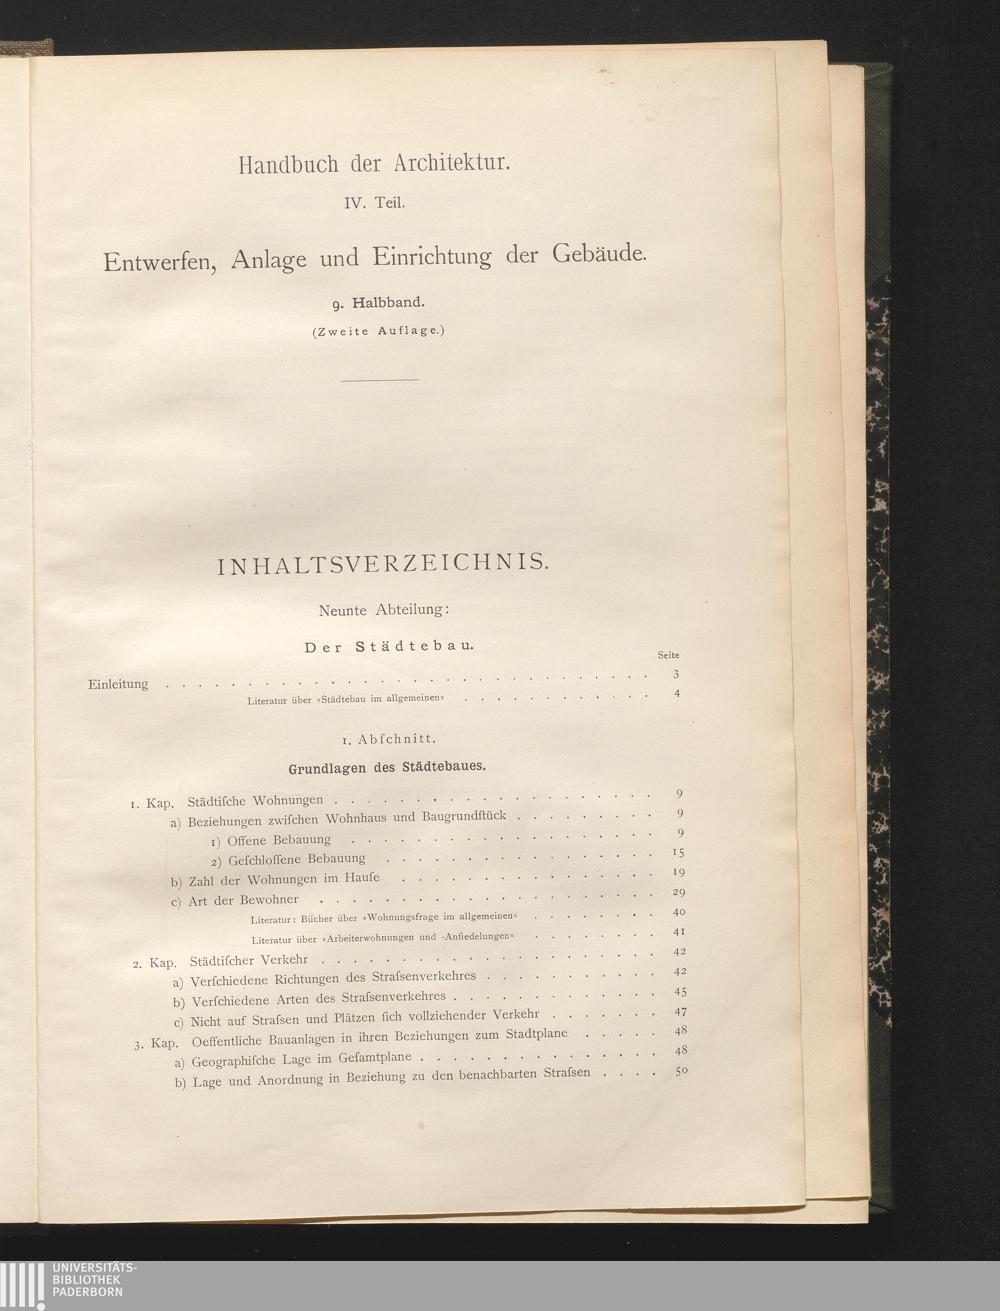 Handbuch der Architektur.
IV. Teil.
Entwerfen, Anlage und Einrichtung der Gebäude.
9. Halbband.
(Zweite Auflage.)
INHALTSVERZEICHNIS.
Neunte Abteilung:
Der Städtebau.
Seite
Einleitung . . . . . . . . . . . . . . . . . . . . . . . . . . . . . . 3
Literatur über »Städtebau im allgemeinen« . . . . . . . . . . . . 4
1. Abſchnitt.
Grundlagen des Städtebaues.
1. Kap. Städtiſche Wohnungen . . . . . . . . . . . . . . . . . . . . 9
a) Beziehungen zwiſchen Wohnhaus und Baugrundſtück . . . . . . . . . 9
1) Offene Bebauung . . . . . . . . . . . . . . . . . . . 9
2) Geſchloſſene Bebauung . . . . . . . . . . . . . . . . . 15
b) Zahl der Wohnungen im Hauſe . . . . . . . . . . . . . . . . 19
c) Art der Bewohner . . . . . . . . . . . . . . . . . . . . . 29
Literatur: Bücher über »Wohnungsfrage im allgemeinen« . . . . . . . . 40
Literatur über »Arbeiterwohnungen und -Anſiedelungen« . . . . . . . . 41
2. Kap. Städtiſcher Verkehr . . . . . . . . . . . . . . . . . . . . . 42
a) Verſchiedene Richtungen des Straſsenverkehres . . . . . . . . . . . 42
b) Verſchiedene Arten des Straſsenverkehres . . . . . . . . . . . . . 45
c) Nicht auf Straſsen und Plätzen ſich vollziehender Verkehr . . . . . . . 47
3. Kap. Oeffentliche Bauanlagen in ihren Beziehungen zum Stadtplane . . . . . 48
a) Geographiſche Lage im Geſamtplane . . . . . . . . . . . . . . . 48
b) Lage und Anordnung in Beziehung zu den benachbarten Straſsen . . . . 50
UNIVERSITÄTS-
BIBLIOTHEK
PADERBORN